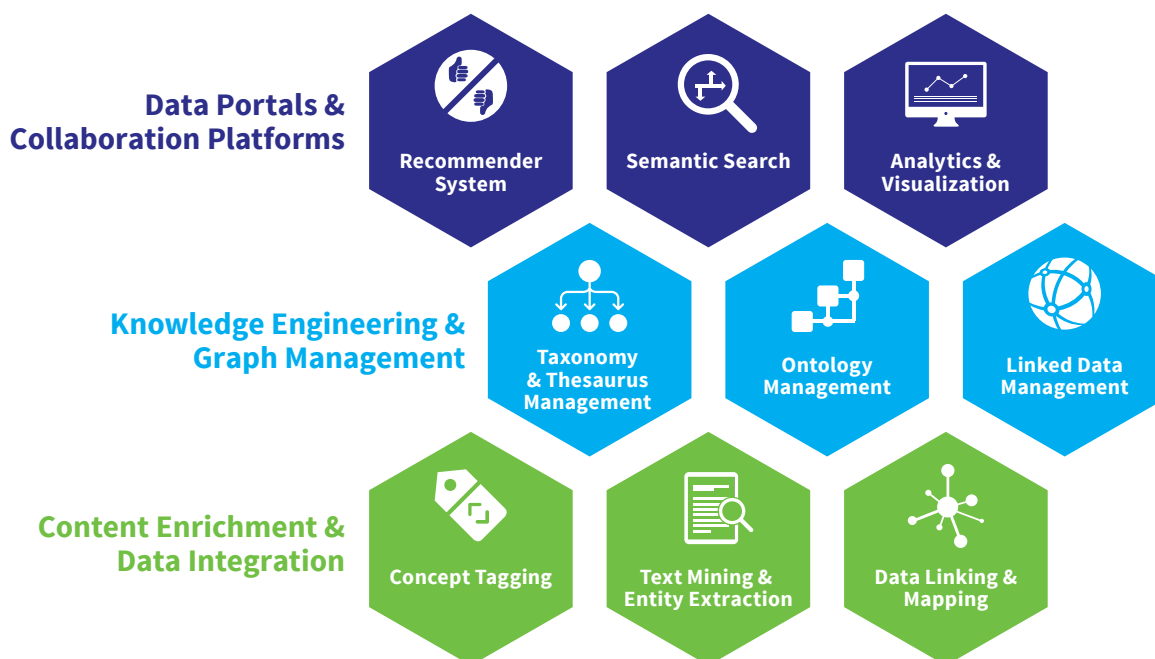 Data Portals &
Collaboration Platforms
Recommender
System
Semantic Search
Analytics &
Visualization
Knowledge Engineering &
Graph Management
Taxonomy
& Thesaurus
Management
Ontology
Management
Linked Data
Management
Content Enrichment &
Data Integration
Concept Tagging
Text Mining &
Entity Extraction
Data Linking &
Mapping